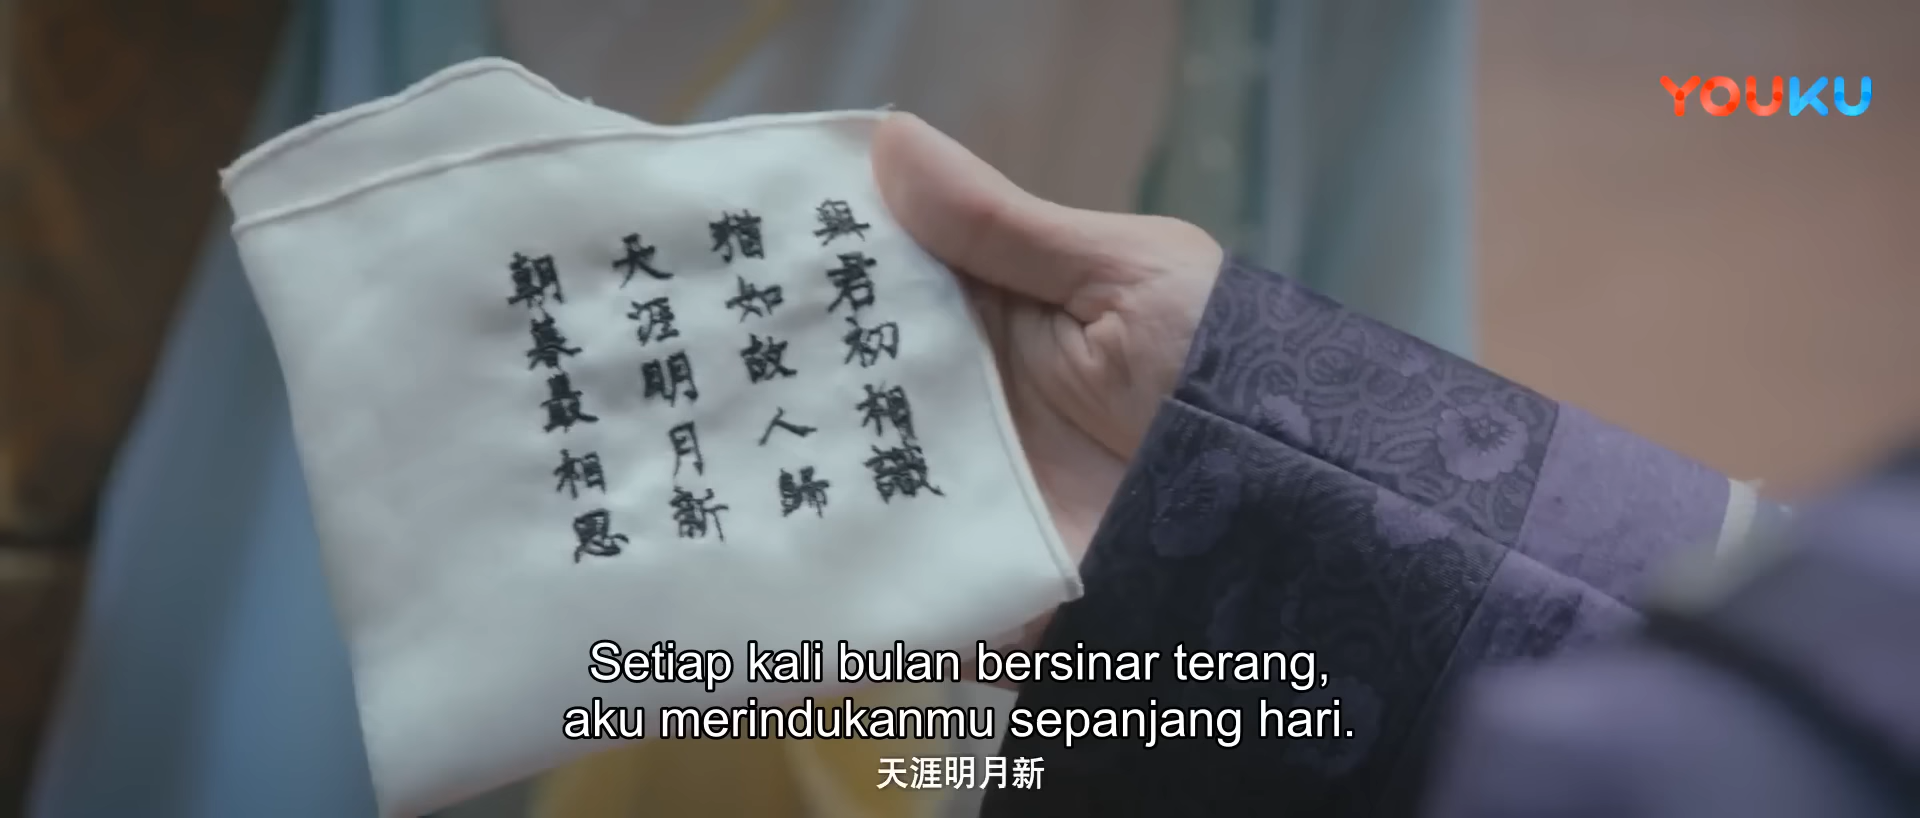 YOUKU
與君初相識
猶如故人歸
天涯明月新
朝暮最相思
Setiap kali bulan bersinar terang,
aku merindukanmu sepanjang hari.
天涯明月新